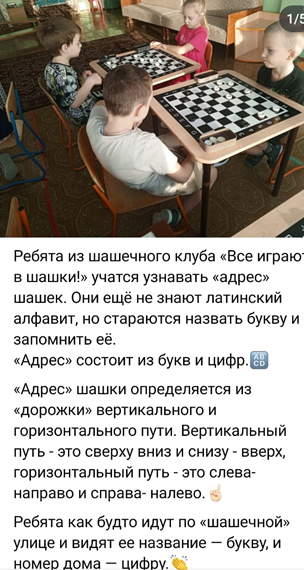 1/5
Ребята из шашечного клуба «Все играют
в шашки!» учатся узнавать «адрес»
шашек. Они ещё не знают латинский
алфавит, но стараются назвать букву и
запомнить её.
«Адрес» состоит из букв и цифр.🔠
«Адрес» шашки определяется из
«дорожки» вертикального и
горизонтального пути. Вертикальный
путь - это сверху вниз и снизу - вверх,
горизонтальный путь - это слева-
направо и справа- налево.☝🏻
Ребята как будто идут по «шашечной»
улице и видят ее название — букву, и
номер дома — цифру.👏